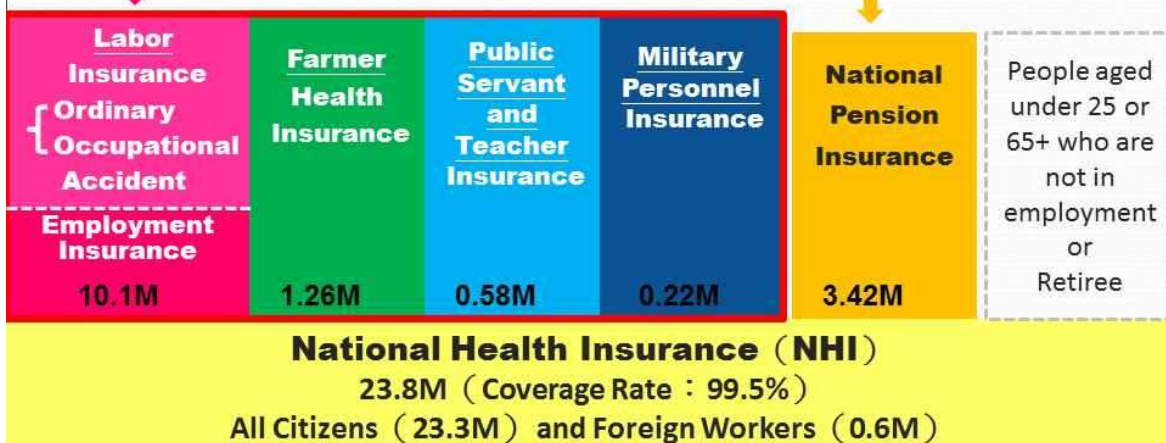 Labor
Insurance
Ordinary
Occupational
Accident
Employment
Insurance
10.1M
Farmer
Health
Insurance
1.26M
Public
Servant
and
Teacher
Insurance
0.58M
Military
Personnel
Insurance
0.22M
National
Pension
Insurance
3.42M
People aged
under 25 or
65+ who are
not in
employment
or
Retiree
National Health Insurance（NHI）
23.8M（Coverage Rate：99.5%）
All Citizens（23.3M）and Foreign Workers（0.6M）